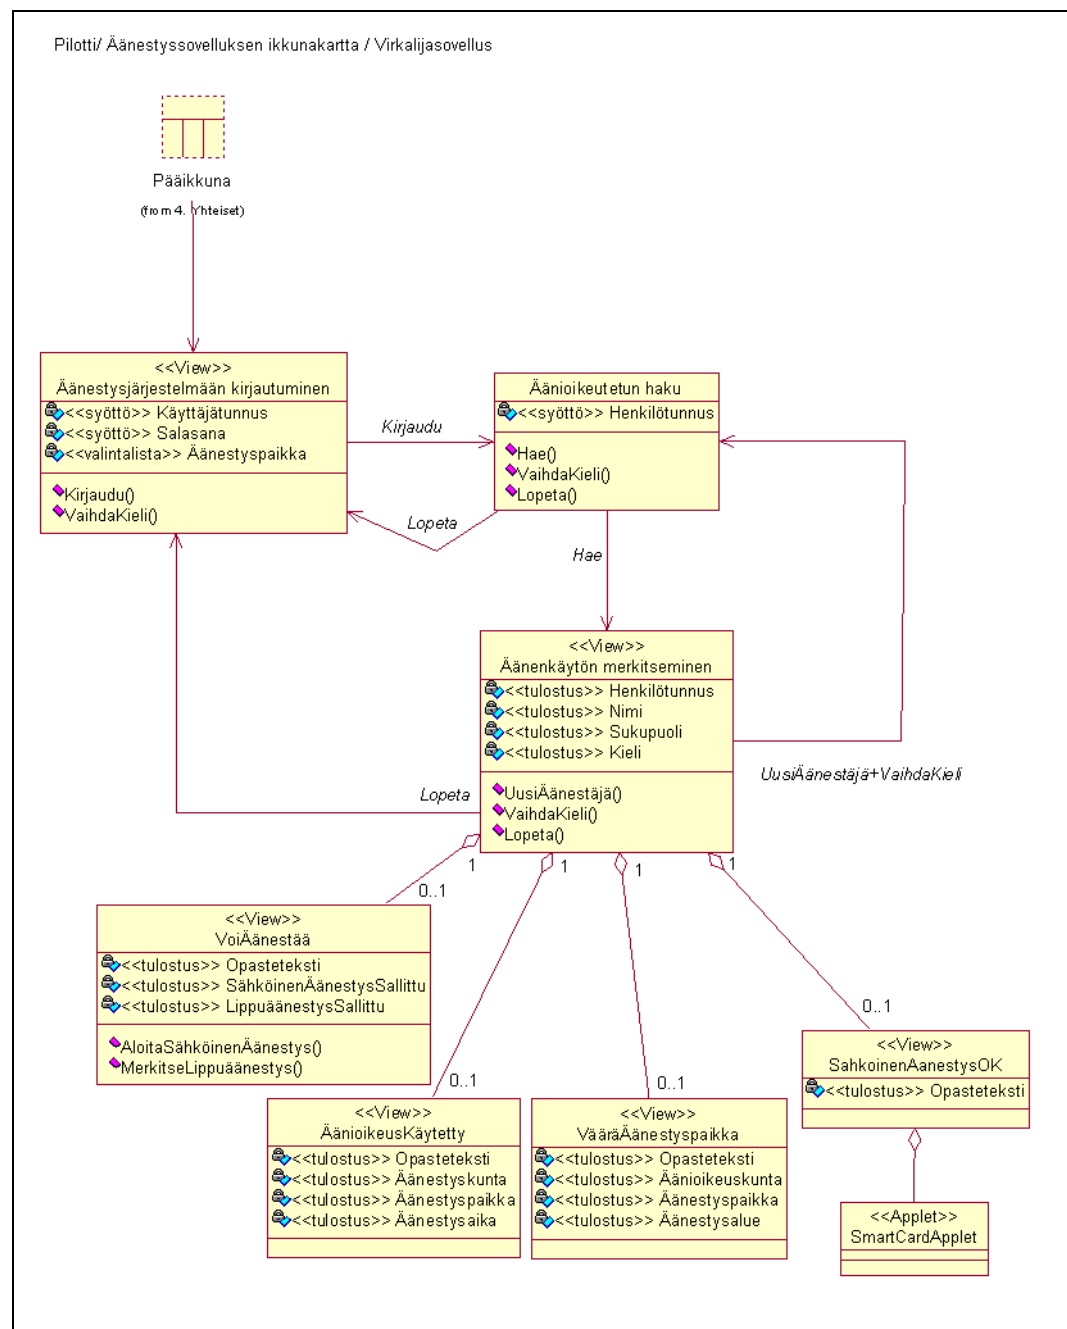 Pilotti/ Äänestyssovelluksen ikkunakartta / Virkalijasovellus
Pääikkuna
(from 4. Yhteiset)
<<View>>
Äänestysjärjestelmään kirjautuminen
<<syöttö>> Käyttäjätunnus
<<syöttö>> Salasana
<<valintalista>> Äänestyspaikka
Kirjaudu()
VaihdaKieli()
Kirjaudu
Lopeta
Äänioikeutetun haku
<<syöttö>> Henkilötunnus
Hae()
VaihdaKieli()
Lopeta()
Hae
<<View>>
Äänenkäytön merkitseminen
<<tulostus>> Henkilötunnus
<<tulostus>> Nimi
<<tulostus>> Sukupuoli
<<tulostus>> Kieli
UusiÄänestäjä()
VaihdaKieli()
Lopeta()
UusiÄänestäjä+VaihdaKieli
Lopeta
1
1
1
1
0..1
<<View>>
VoiÄänestää
<<tulostus>> Opasteteksti
<<tulostus>> SähköinenÄänestysSallittu
<<tulostus>> LippuäänestysSallittu
AloitaSähköinenÄänestys()
MerkitseLippuäänestys()
0..1
<<View>>
ÄänioikeusKäytetty
<<tulostus>> Opasteteksti
<<tulostus>> Äänestyskunta
<<tulostus>> Äänestyspaikka
<<tulostus>> Äänestysaika
0..1
<<View>>
VääräÄänestyspaikka
<<tulostus>> Opasteteksti
<<tulostus>> Äänioikeuskunta
<<tulostus>> Äänestyspaikka
<<tulostus>> Äänestysalue
0..1
<<View>>
SahkoinenAanestysOK
<<tulostus>> Opasteteksti
<<Applet>>
SmartCardApplet